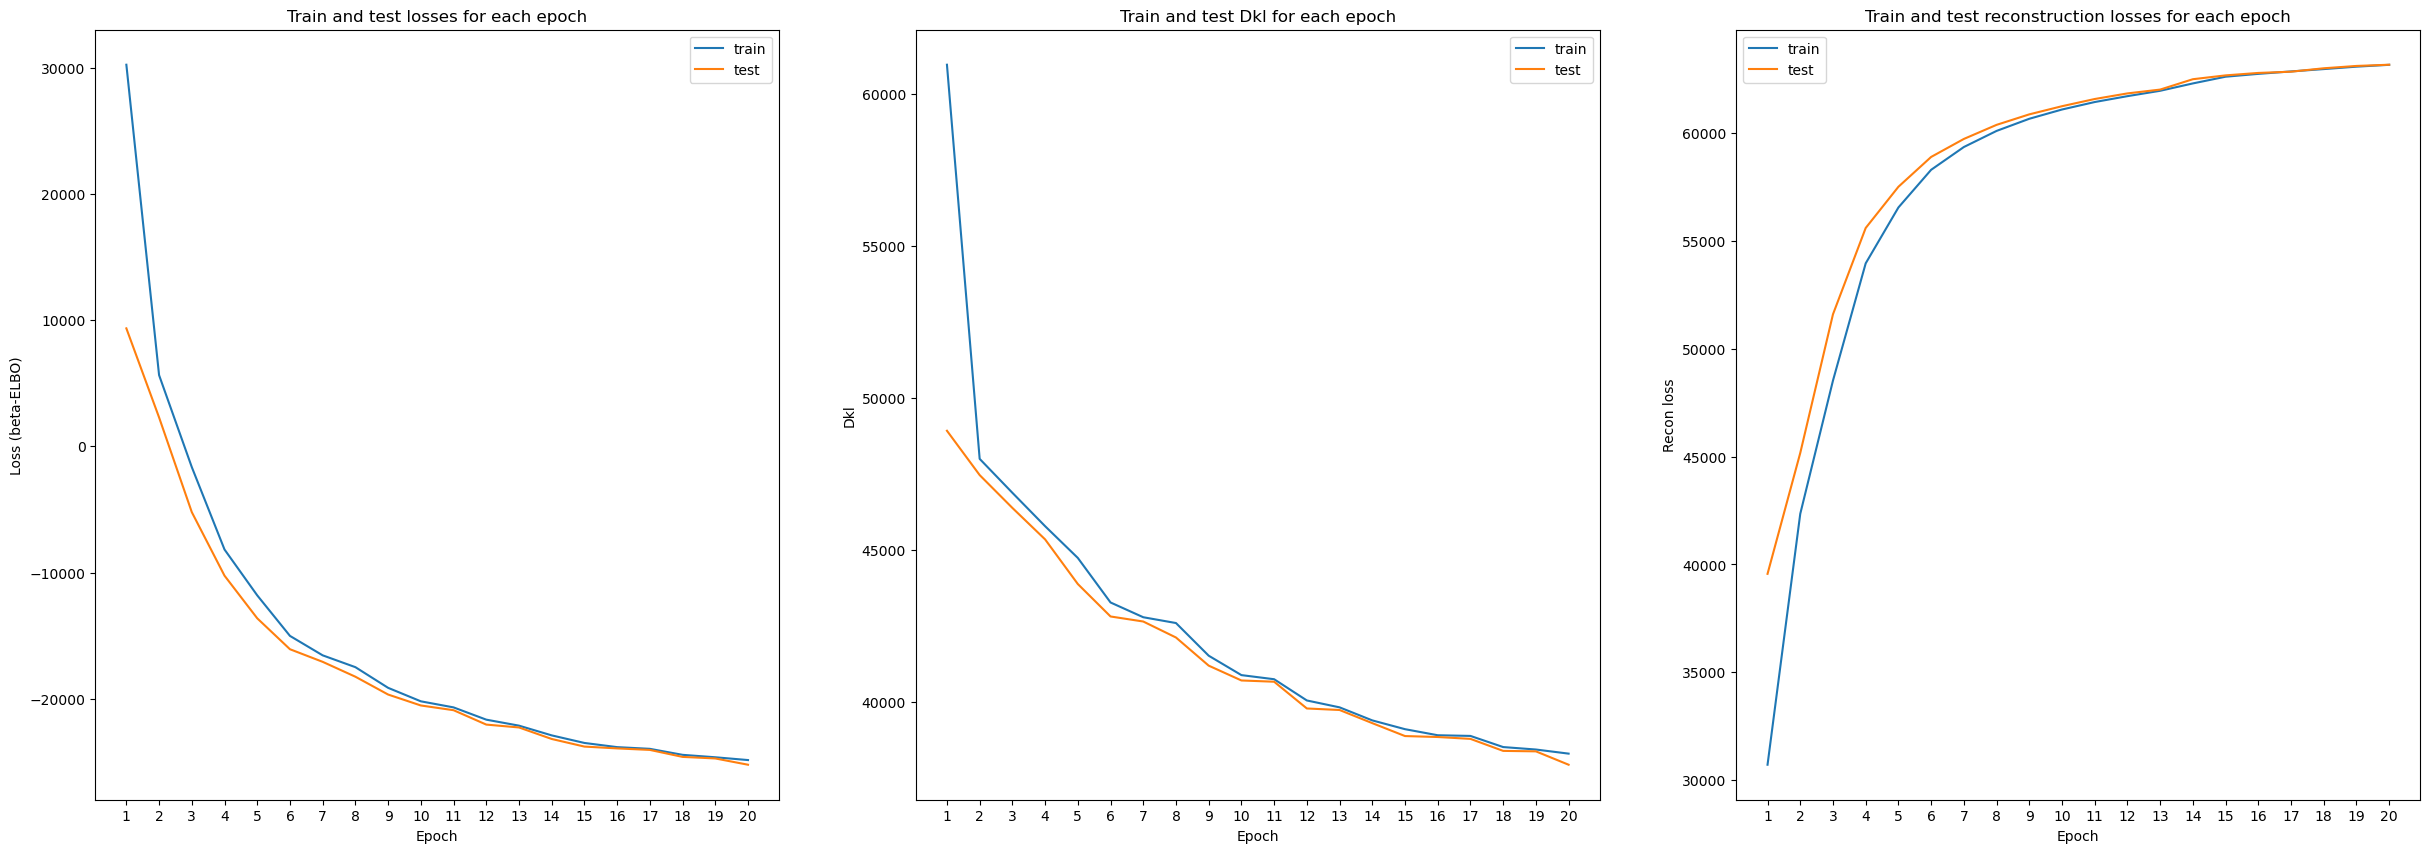 Train and test losses for each epoch
train
test
30000
20000
10000
0
−10000
−20000
Loss (beta-ELBO)
1 2 3 4 5 6 7 8 9 10 11 12 13 14 15 16 17 18 19 20
Epoch
Train and test Dkl for each epoch
train
test
60000
55000
50000
45000
40000
Dkl
1 2 3 4 5 6 7 8 9 10 11 12 13 14 15 16 17 18 19 20
Epoch
Train and test reconstruction losses for each epoch
train
test
60000
55000
50000
45000
40000
35000
30000
Recon loss
1 2 3 4 5 6 7 8 9 10 11 12 13 14 15 16 17 18 19 20
Epoch